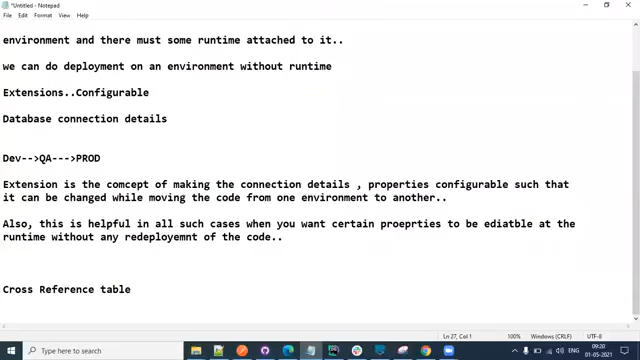 *Untitled - Notepad
File Edit Format View Help
environment and there must some runtime attached to it..
we can do deployment on an environment without runtime
Extensions..Configurable
Database connection details
Dev-->QA--->PROD
Extension is the comcept of making the connection details , properties configurable such that
it can be changed while moving the code from one environment to another..
Also, this is helpful in all such cases when you want certain proeprties to be ediatble at the
runtime without any redeployemnt of the code..
Cross Reference table
Ln 27, Col 1 100% Windows (CRLF) UTF-8
Type here to search
ENG
09:20
01-05-2021